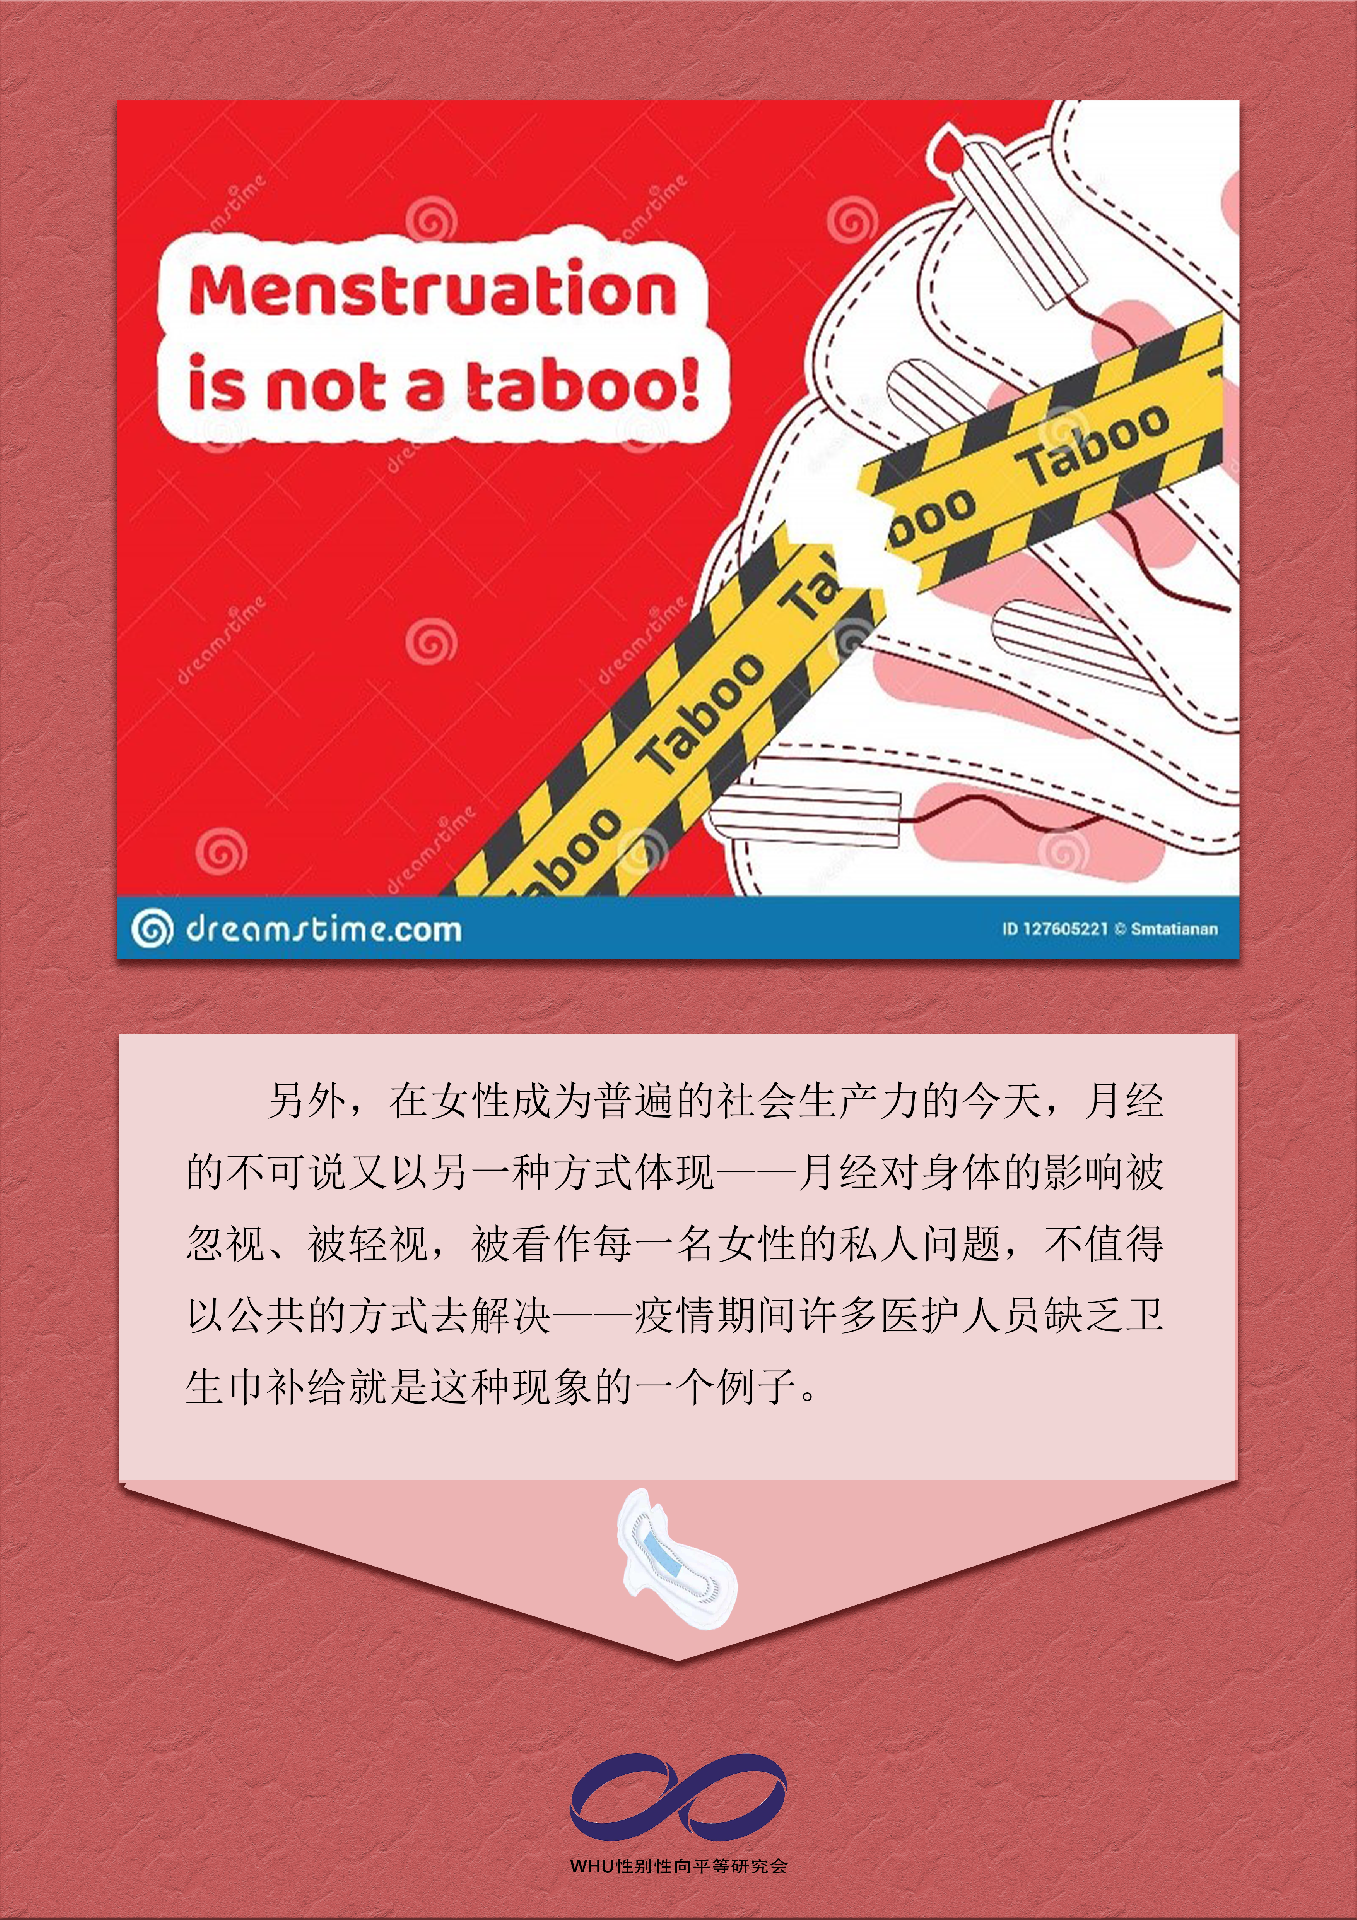 Menstruation
is not a taboo!
Taboo
boo
Ta
Taboo
aboo
dreamstime.com
ID 127605221 © Smtatianan
另外，在女性成为普遍的社会生产力的今天，月经
的不可说又以另一种方式体现——月经对身体的影响被
忽视、被轻视，被看作每一名女性的私人问题，不值得
以公共的方式去解决——疫情期间许多医护人员缺乏卫
生巾补给就是这种现象的一个例子。
WHU性别性向平等研究会